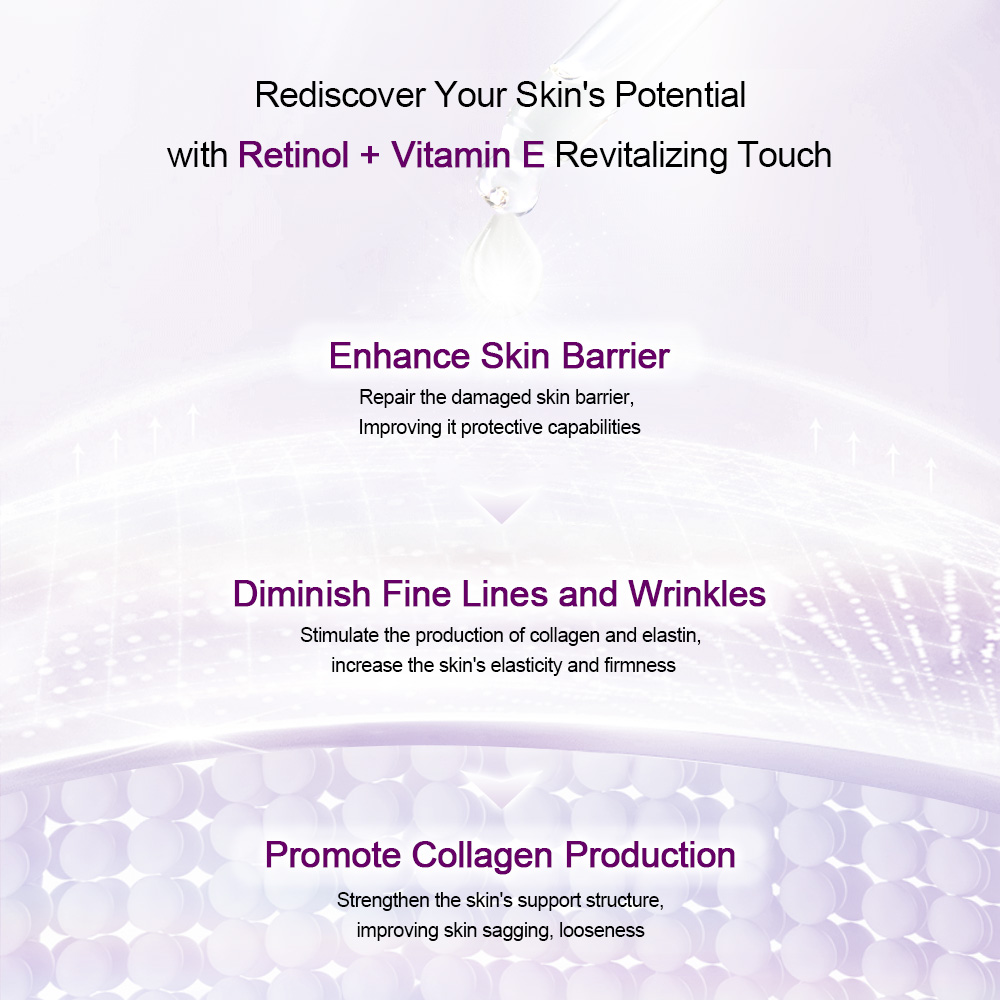 Rediscover Your Skin's Potential
with Retinol + Vitamin E Revitalizing Touch
Enhance Skin Barrier
Repair the damaged skin barrier,
Improving it protective capabilities
Diminish Fine Lines and Wrinkles
Stimulate the production of collagen and elastin,
increase the skin's elasticity and firmness
Promote Collagen Production
Strengthen the skin's support structure,
improving skin sagging, looseness